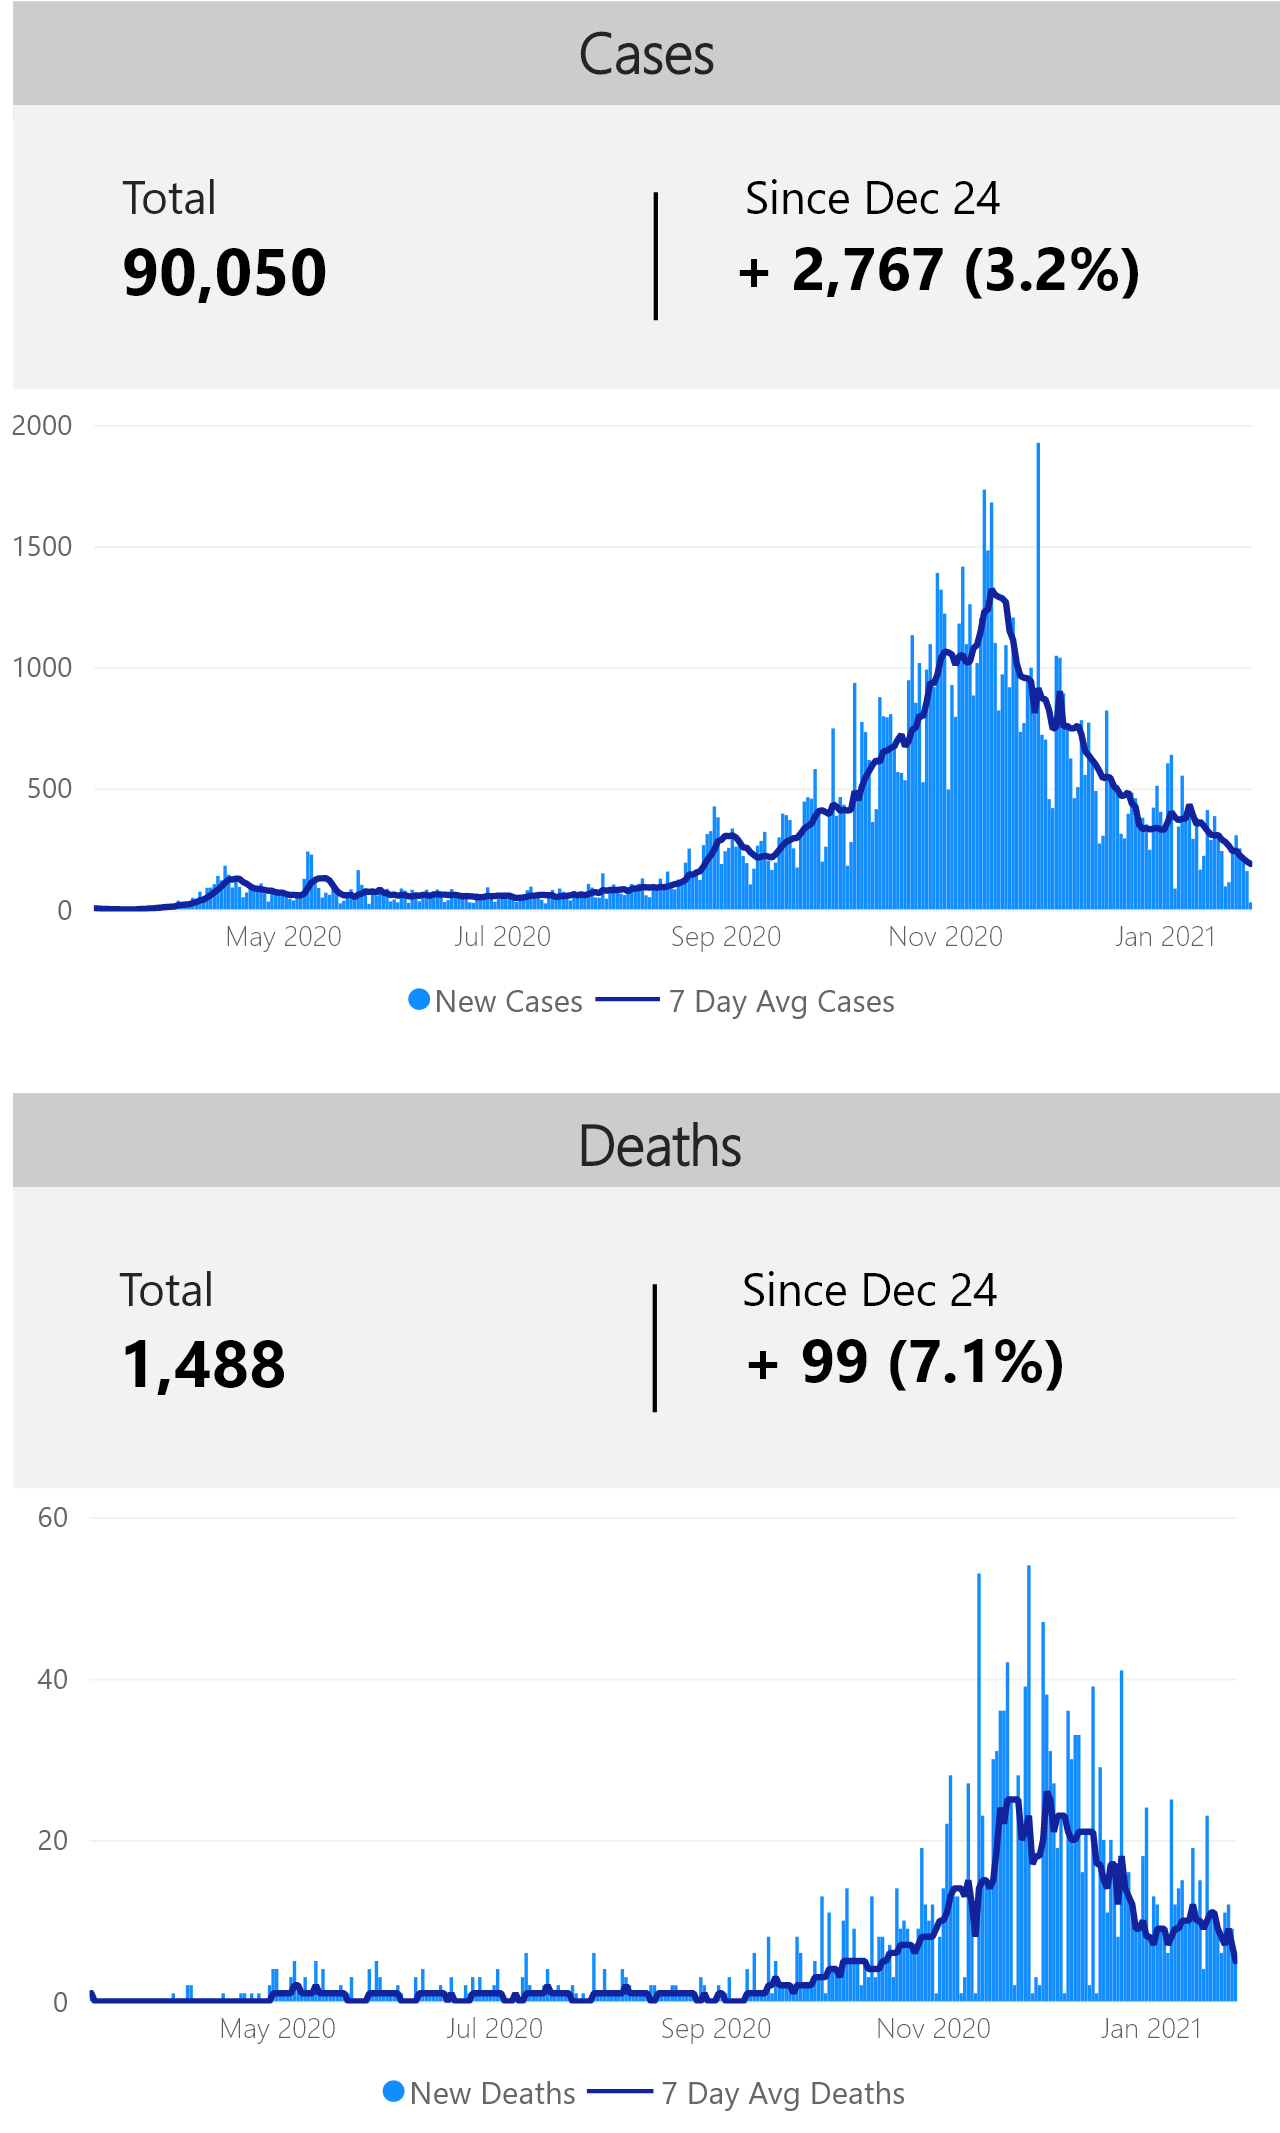 Cases
Total
Since Dec 24
90,050
+ 2,767 (3.2%)
2000
1500
1000
500
0
May 2020
Jul 2020
Sep 2020
Nov 2020
Jan 2021
New Cases
7 Day Avg Cases
Deaths
Total
Since Dec 24
1,488
+ 99 (7.1%)
60
40
20
0
May 2020
Jul 2020
Sep 2020
Nov 2020
Jan 2021
New Deaths
7 Day Avg Deaths